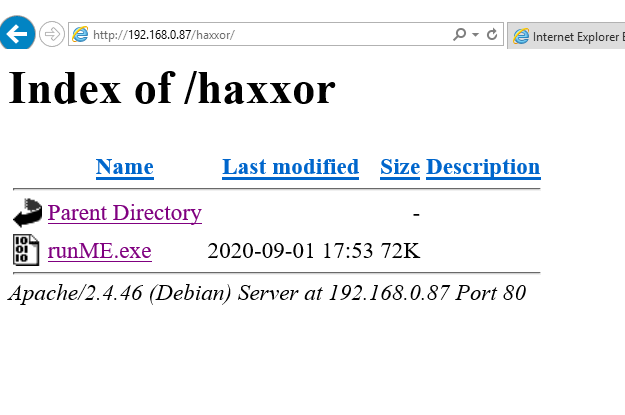 http://192.168.0.87/haxxor/
Internet Explorer E
Index of /haxxor
Name Last modified Size Description
Parent Directory -
runME.exe 2020-09-01 17:53 72K
Apache/2.4.46 (Debian) Server at 192.168.0.87 Port 80